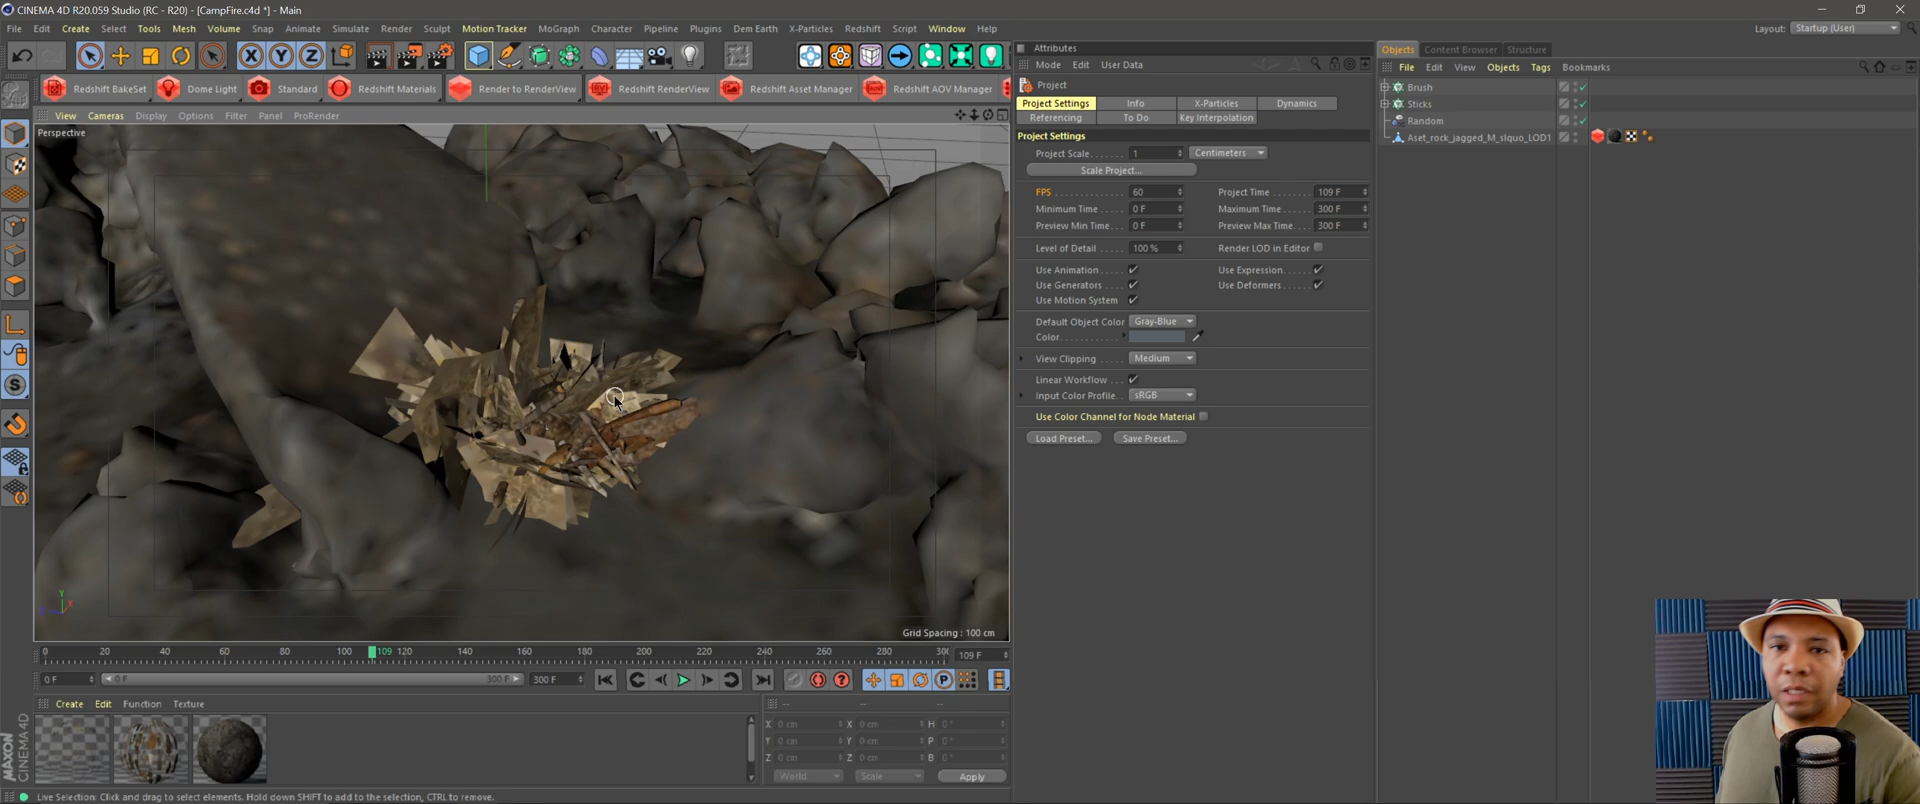 CINEMA 4D R20.059 Studio (RC - R20) - [CampFire.c4d *] - Main
File Edit Create Select Tools Mesh Volume Snap Animate Simulate Render Sculpt Motion Tracker MoGraph Character Pipeline Plugins Dem Earth X-Particles Redshift Script Window Help
Layout: Startup (User)
X Y Z
Redshift BakeSet Dome Light Standard Redshift Materials Render to RenderView Redshift RenderView Redshift Asset Manager Redshift AOV Manager
View Cameras Display Options Filter Panel ProRender
Perspective
Grid Spacing : 100 cm
0 20 40 60 80 100 109 120 140 160 180 200 220 240 260 280 300
109 F
0 F 0 F 300 F 300 F
Create Edit Function Texture
X 0 cm X 0 cm H 0 °
Y 0 cm Y 0 cm P 0 °
Z 0 cm Z 0 cm B 0 °
World Scale Apply
MAXON CINEMA 4D
Live Selection: Click and drag to select elements. Hold down SHIFT to add to the selection, CTRL to remove.
Attributes
Mode Edit User Data
Project
Project Settings Info X-Particles Dynamics
Referencing To Do Key Interpolation
Project Settings
Project Scale 1 Centimeters
Scale Project...
FPS 60 Project Time 109 F
Minimum Time 0 F Maximum Time 300 F
Preview Min Time 0 F Preview Max Time 300 F
Level of Detail 100 % Render LOD in Editor
Use Animation Use Expression
Use Generators Use Deformers
Use Motion System
Default Object Color Gray-Blue
Color
View Clipping Medium
Linear Workflow
Input Color Profile sRGB
Use Color Channel for Node Material
Load Preset... Save Preset...
Objects Content Browser Structure
File Edit View Objects Tags Bookmarks
Brush
Sticks
Random
Aset_rock_jagged_M_slquo_LOD1